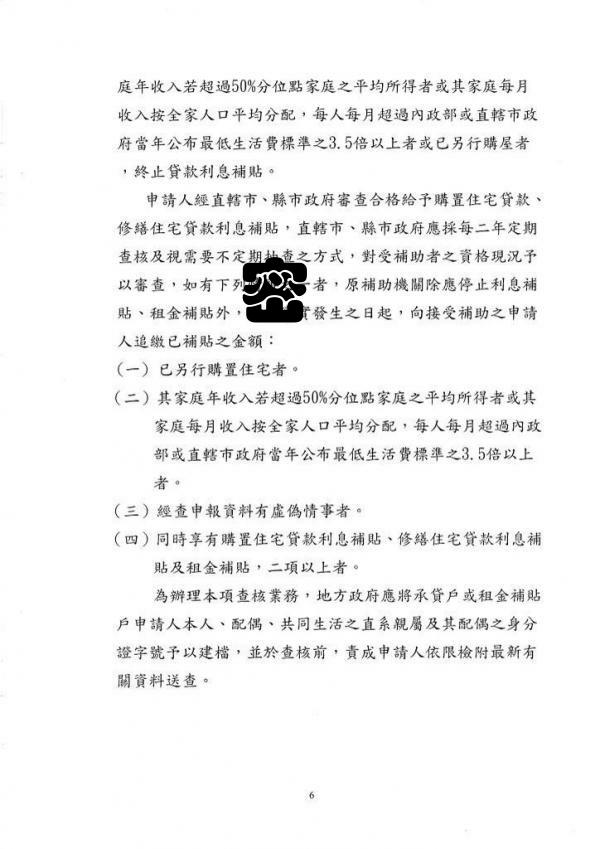 庭年收入若超過50%分位點家庭之平均所得者或其家庭每月
收入按全家人口平均分配，每人每月超過內政部或直轄市政
府當年公布最低生活費標準之3.5倍以上者或已另行購屋者
，終止貸款利息補貼。
申請人經直轄市、縣市政府審查合格給予購置住宅貸款、
修繕住宅貸款利息補貼，直轄市、縣市政府應採每二年定期
查核及視需要不定期抽查之方式，對受補助者之資格現況予
以審查，如有下列一者，原補助機關除應停止利息補
貼、租金補貼外，實發生之日起，向接受補助之申請
人追繳已補貼之金額：
（一）已另行購置住宅者。
（二）其家庭年收入若超過50%分位點家庭之平均所得者或其
家庭每月收入按全家人口平均分配，每人每月超過內政
部或直轄市政府當年公布最低生活費標準之3.5倍以上
者。
（三）經查申報資料有虛偽情事者。
（四）同時享有購置住宅貸款利息補貼、修繕住宅貸款利息補
貼及租金補貼，二項以上者。
為辦理本項查核業務，地方政府應將承貸戶或租金補貼
戶申請人本人、配偶、共同生活之直系親屬及其配偶之身分
證字號予以建檔，並於查核前，責成申請人依限檢附最新有
關資料送查。
6